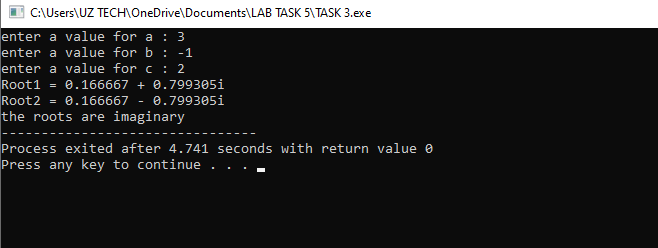 C:\Users\UZ TECH\OneDrive\Documents\LAB TASK 5\TASK 3.exe
enter a value for a : 3
enter a value for b : -1
enter a value for c : 2
Root1 = 0.166667 + 0.799305i
Root2 = 0.166667 - 0.799305i
the roots are imaginary
--------------------------------
Process exited after 4.741 seconds with return value 0
Press any key to continue . . .